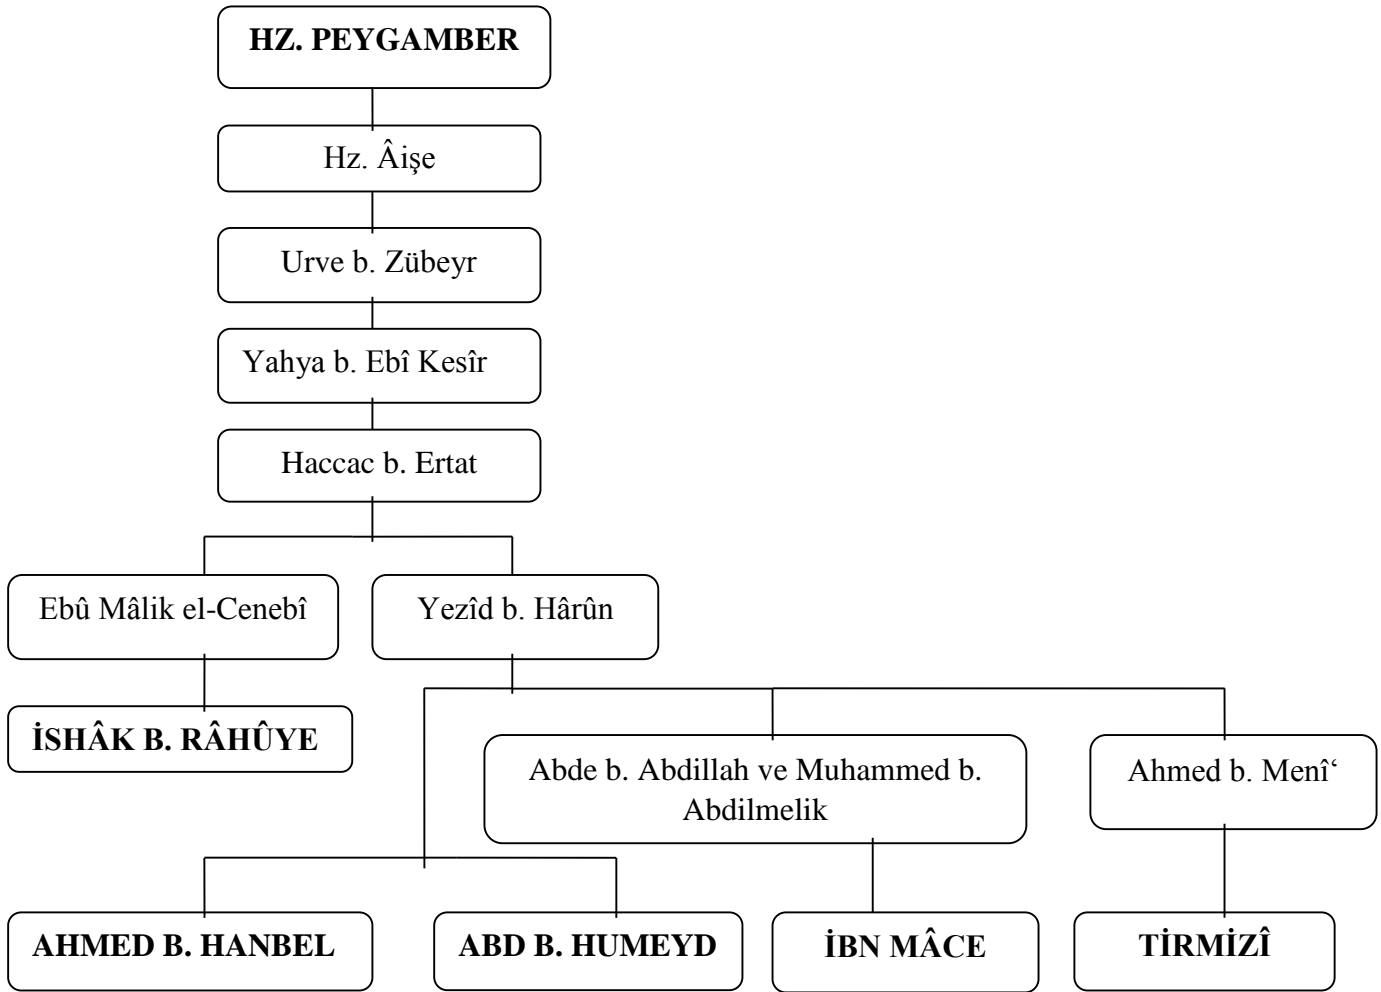 HZ. PEYGAMBER
Hz. Âişe
Urve b. Zübeyr
Yahya b. Ebî Kesîr
Haccac b. Ertat
Ebû Mâlik el-Cenebî
Yezîd b. Hârûn
İSHÂK B. RÂHÛYE
Abde b. Abdillah ve Muhammed b.
Abdilmelik
Ahmed b. Menî‘
AHMED B. HANBEL
ABD B. HUMEYD
İBN MÂCE
TİRMİZÎ